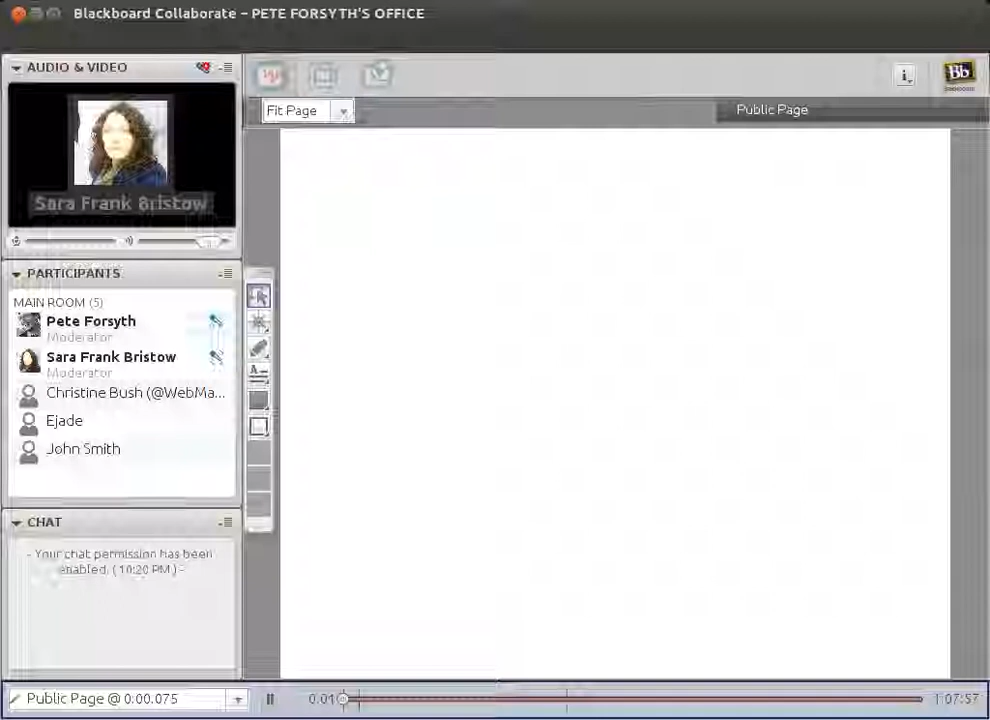 Blackboard Collaborate – PETE FORSYTH'S OFFICE
AUDIO & VIDEO
Sara Frank Bristow
PARTICIPANTS
MAIN ROOM (5)
Pete Forsyth
Moderator
Sara Frank Bristow
Moderator
Christine Bush (@WebMa...
Ejade
John Smith
CHAT
- Your chat permission has been
enabled. ( 10:20 PM ) -
Fit Page
Public Page
i
Bb
Public Page @ 0:00.075
0:01
1:07:57